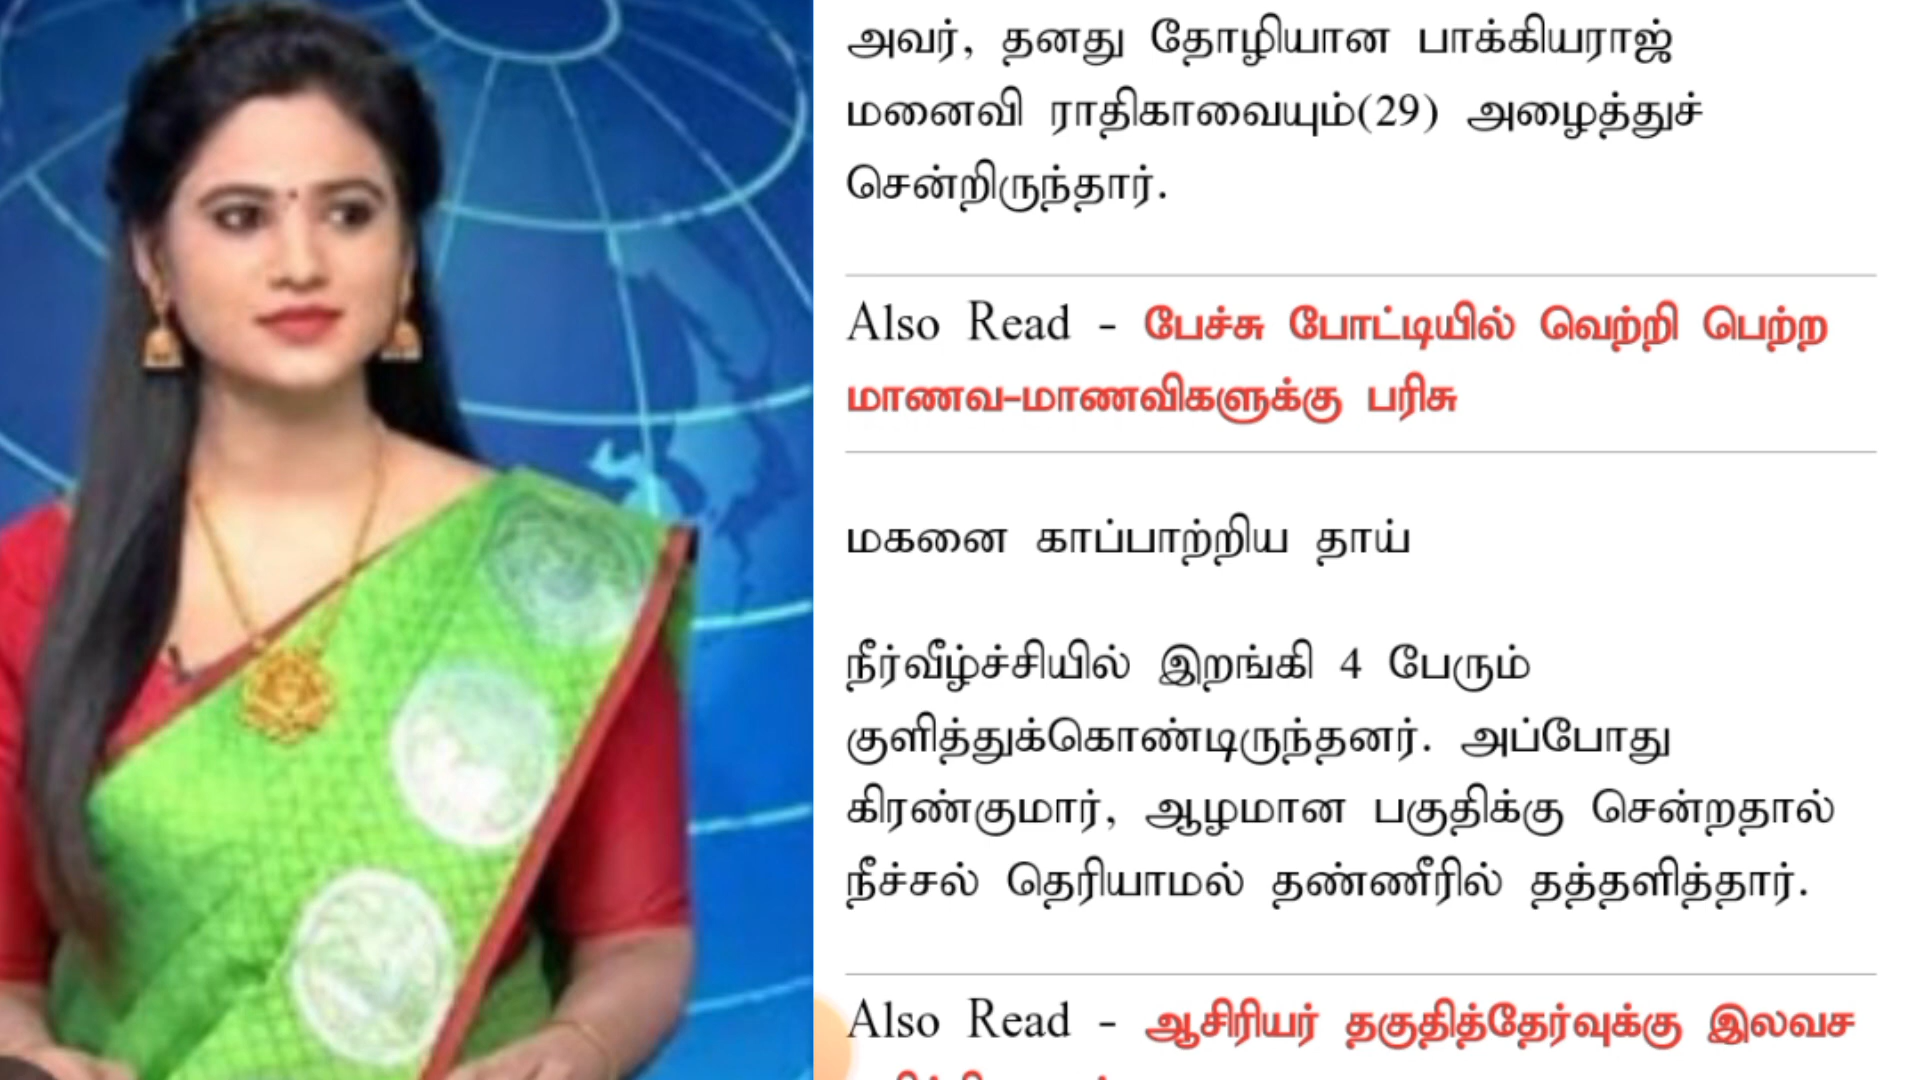 அவர், தனது தோழியான பாக்கியராஜ்
மனைவி ராதிகாவையும்(29) அழைத்துச்
சென்றிருந்தார்.
Also Read - பேச்சு போட்டியில் வெற்றி பெற்ற
மாணவ-மாணவிகளுக்கு பரிசு
மகனை காப்பாற்றிய தாய்
நீர்வீழ்ச்சியில் இறங்கி 4 பேரும்
குளித்துக்கொண்டிருந்தனர். அப்போது
கிரண்குமார், ஆழமான பகுதிக்கு சென்றதால்
நீச்சல் தெரியாமல் தண்ணீரில் தத்தளித்தார்.
Also Read - ஆசிரியர் தகுதித்தேர்வுக்கு இலவச